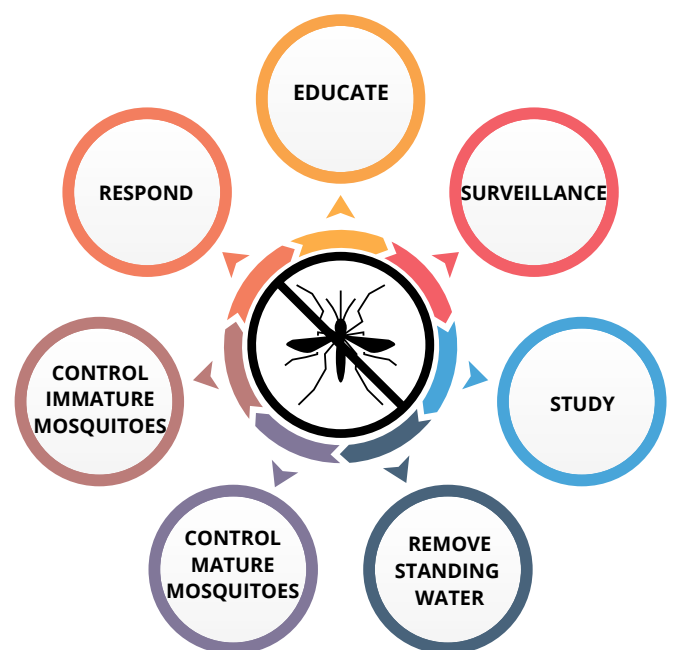 EDUCATE
SURVEILLANCE
STUDY
REMOVE
STANDING
WATER
CONTROL
MATURE
MOSQUITOES
CONTROL
IMMATURE
MOSQUITOES
RESPOND